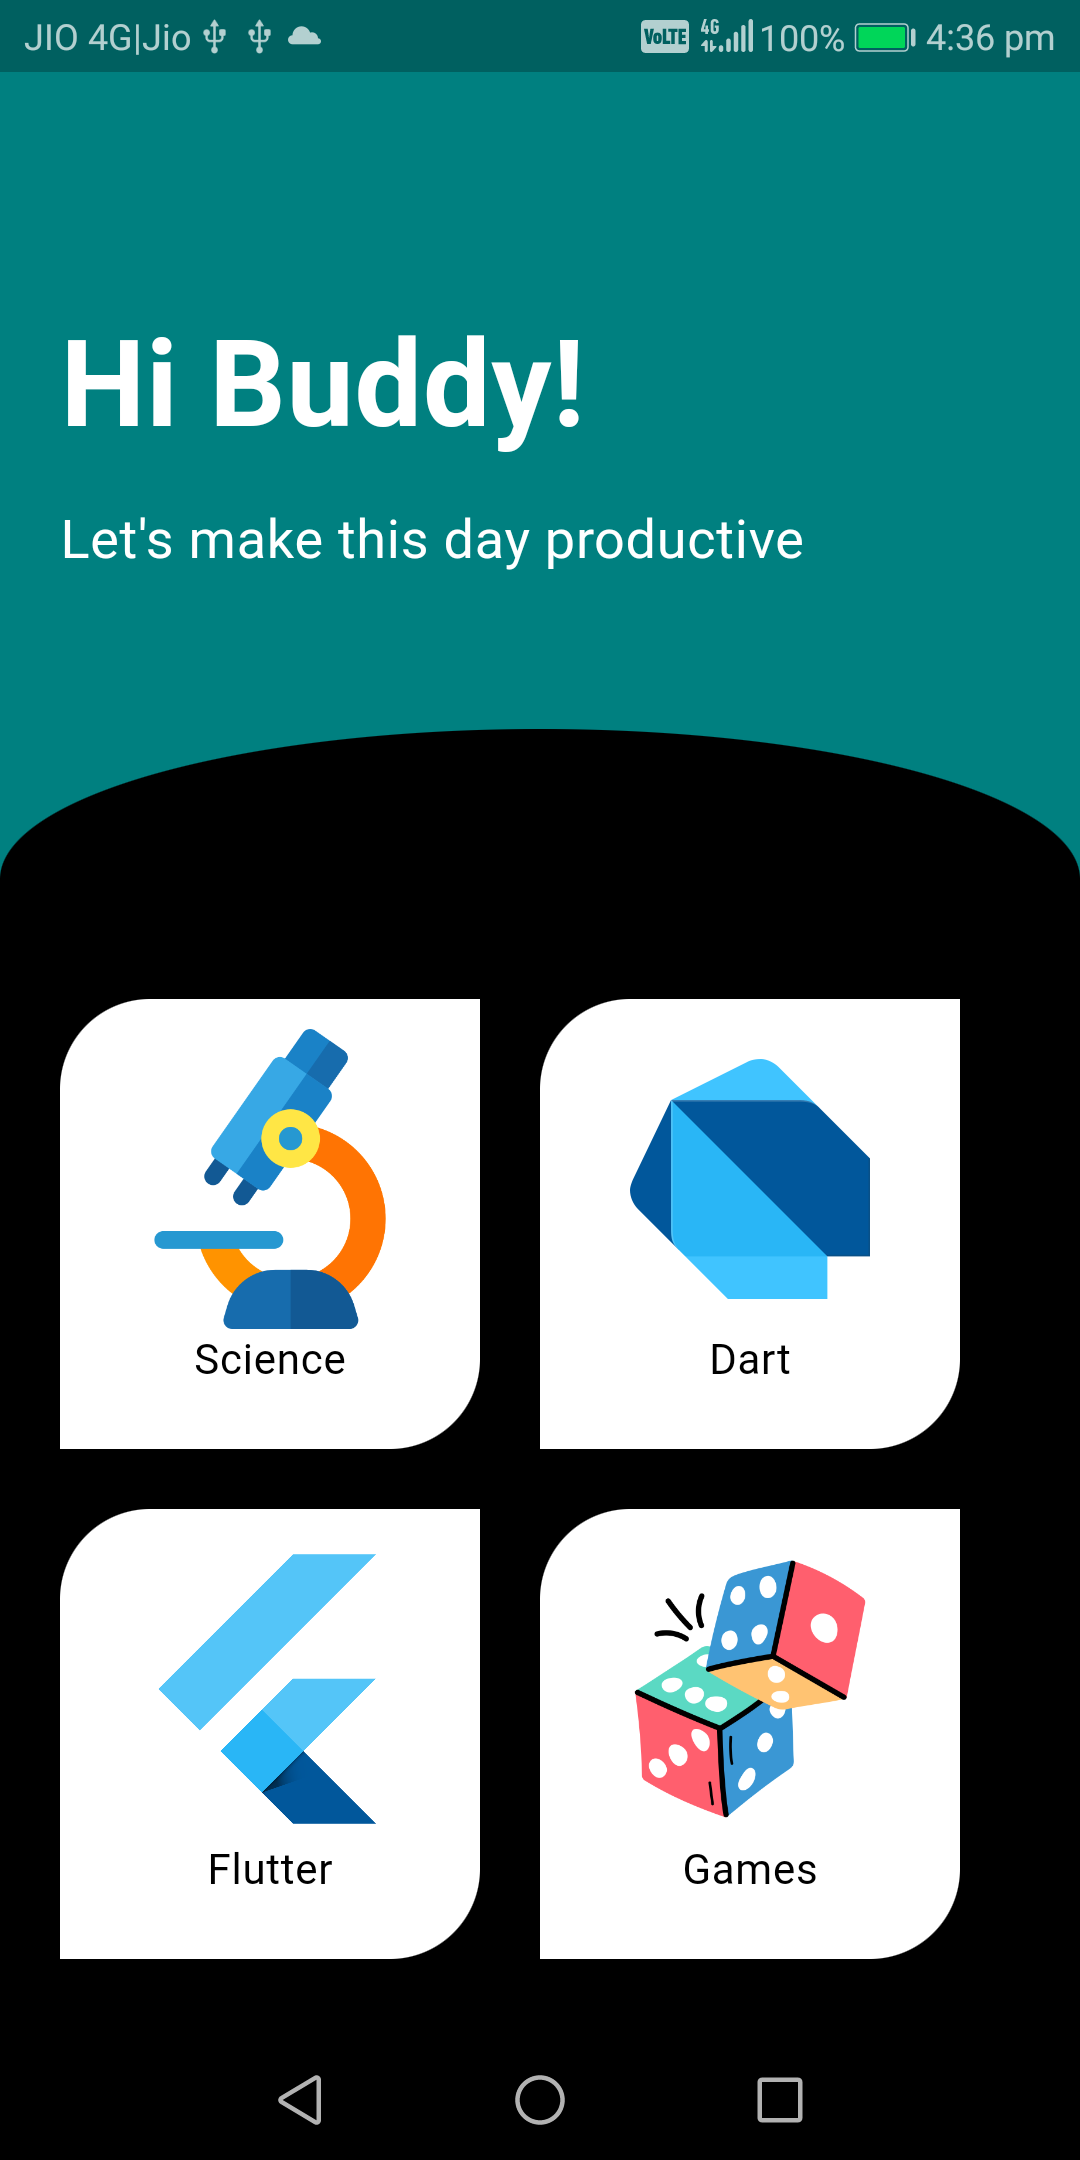 JIO 4G|Jio VoLTE 4G 100% 4:36 pm
Hi Buddy!
Let's make this day productive
Science Dart
Flutter Games